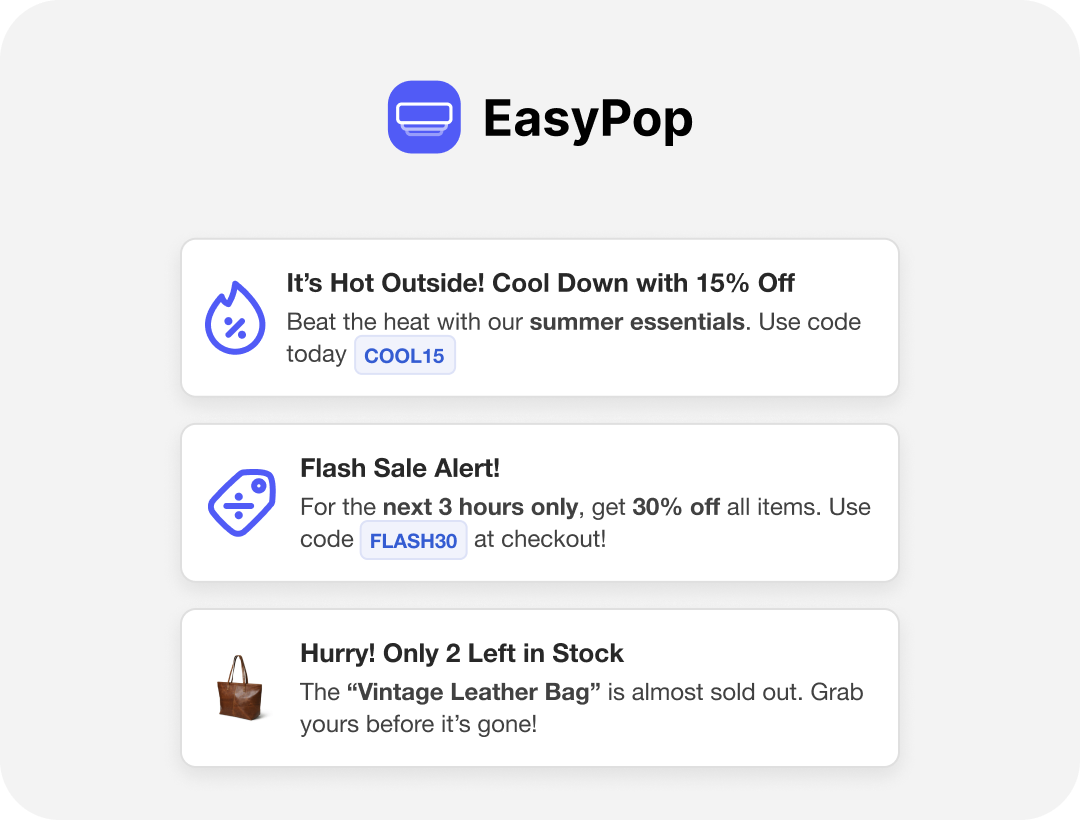 EasyPop
It’s Hot Outside! Cool Down with 15% Off
Beat the heat with our summer essentials. Use code
today COOL15
Flash Sale Alert!
For the next 3 hours only, get 30% off all items. Use
code FLASH30 at checkout!
Hurry! Only 2 Left in Stock
The “Vintage Leather Bag” is almost sold out. Grab
yours before it’s gone!